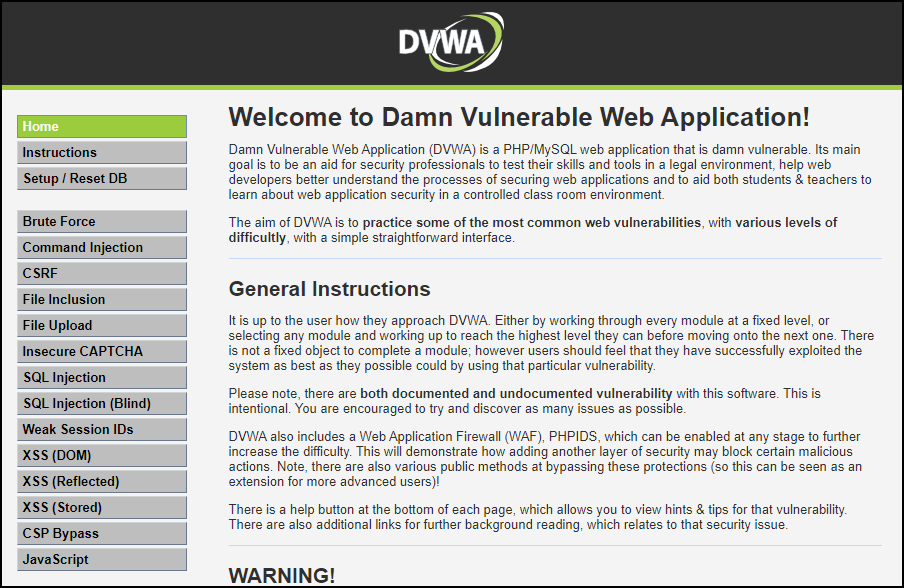 DVWA
Home
Instructions
Setup / Reset DB
Brute Force
Command Injection
CSRF
File Inclusion
File Upload
Insecure CAPTCHA
SQL Injection
SQL Injection (Blind)
Weak Session IDs
XSS (DOM)
XSS (Reflected)
XSS (Stored)
CSP Bypass
JavaScript
Welcome to Damn Vulnerable Web Application!
Damn Vulnerable Web Application (DVWA) is a PHP/MySQL web application that is damn vulnerable. Its main
goal is to be an aid for security professionals to test their skills and tools in a legal environment, help web
developers better understand the processes of securing web applications and to aid both students & teachers to
learn about web application security in a controlled class room environment.
The aim of DVWA is to practice some of the most common web vulnerabilities, with various levels of
difficultly, with a simple straightforward interface.
General Instructions
It is up to the user how they approach DVWA. Either by working through every module at a fixed level, or
selecting any module and working up to reach the highest level they can before moving onto the next one. There
is not a fixed object to complete a module; however users should feel that they have successfully exploited the
system as best as they possible could by using that particular vulnerability.
Please note, there are both documented and undocumented vulnerability with this software. This is
intentional. You are encouraged to try and discover as many issues as possible.
DVWA also includes a Web Application Firewall (WAF), PHPIDS, which can be enabled at any stage to further
increase the difficulty. This will demonstrate how adding another layer of security may block certain malicious
actions. Note, there are also various public methods at bypassing these protections (so this can be seen as an
extension for more advanced users)!
There is a help button at the bottom of each page, which allows you to view hints & tips for that vulnerability.
There are also additional links for further background reading, which relates to that security issue.
WARNING!